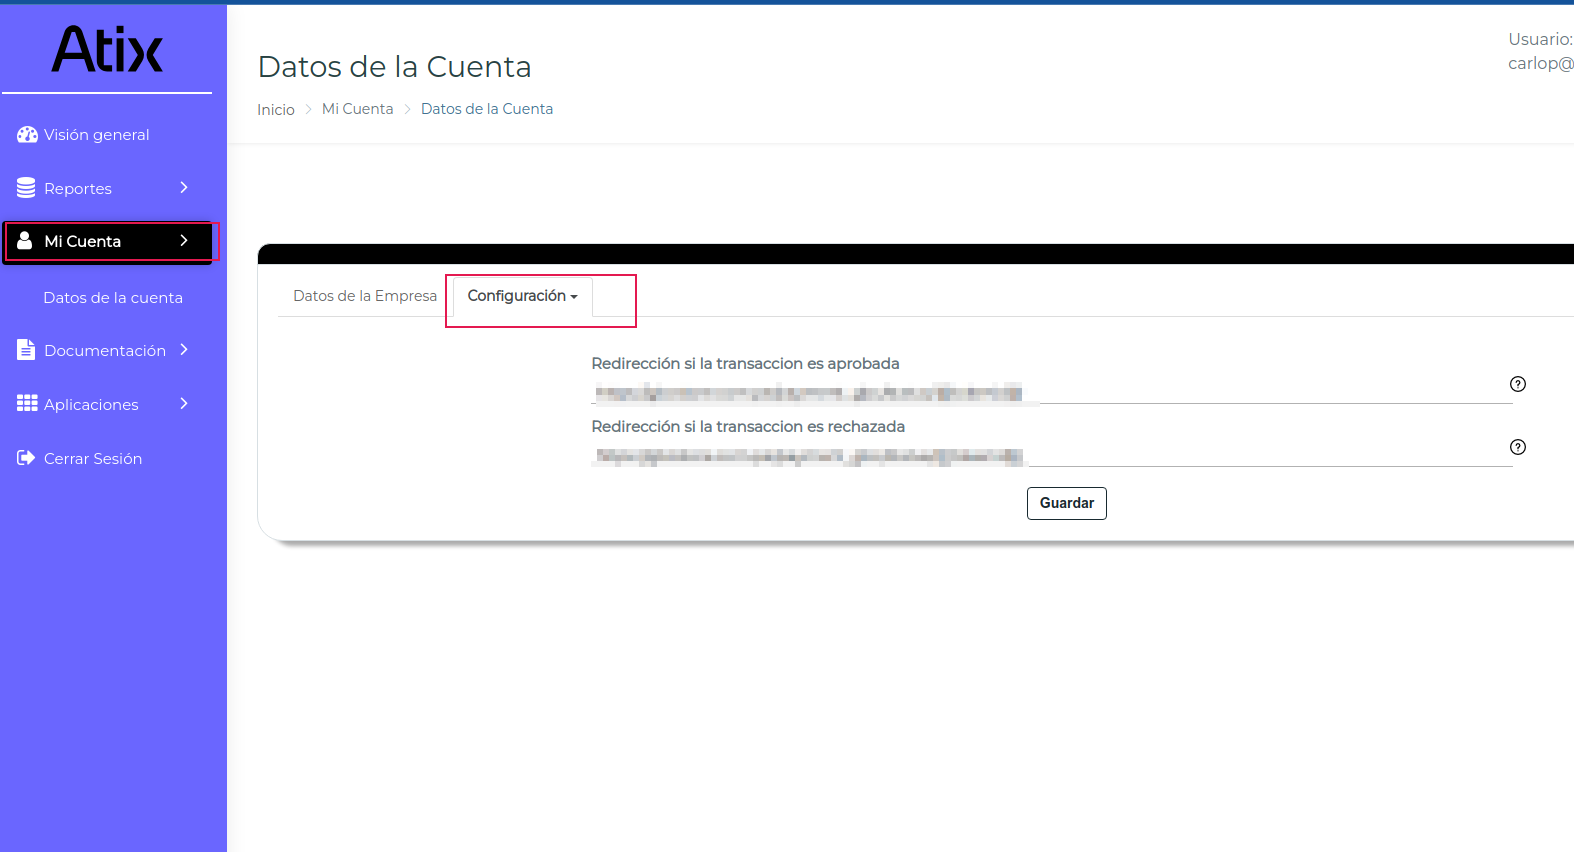 Atix
Visión general
Reportes
Mi Cuenta
Datos de la cuenta
Documentación
Aplicaciones
Cerrar Sesión
Datos de la Cuenta
Inicio > Mi Cuenta > Datos de la Cuenta
Usuario:
carlop@
Datos de la Empresa Configuración
Redirección si la transaccion es aprobada
Redirección si la transaccion es rechazada
Guardar